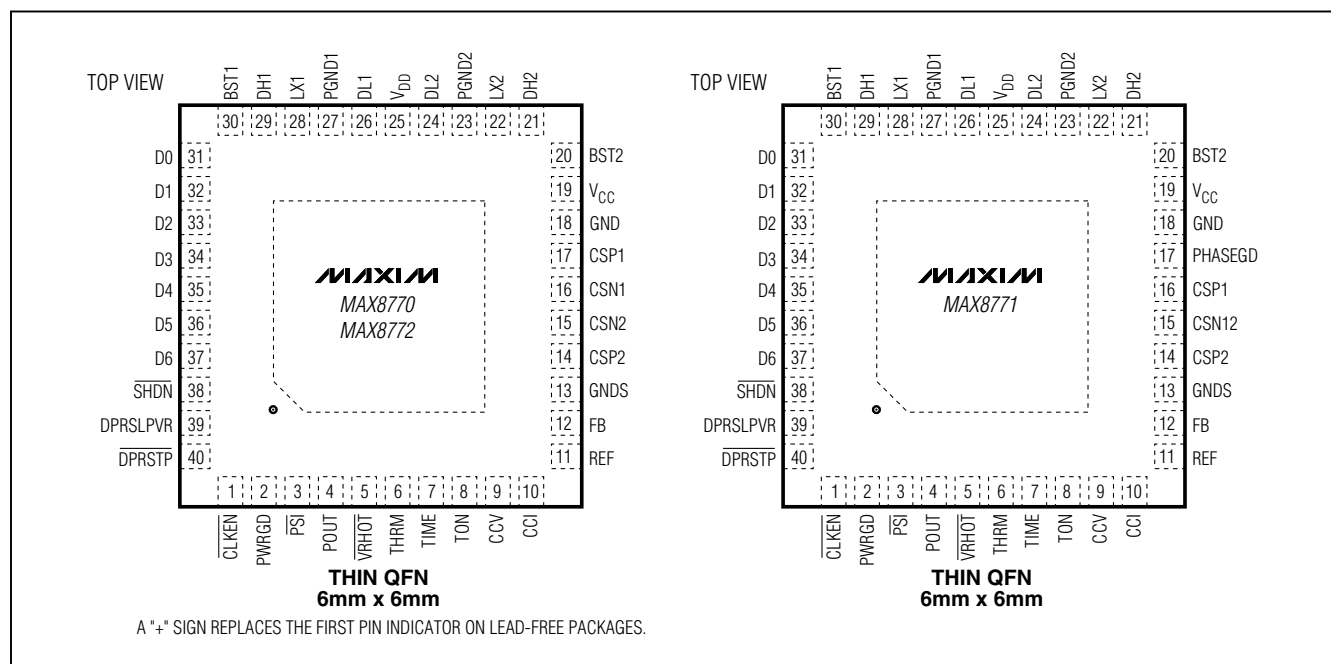 TOP VIEW
BST1 DH1 LX1 PGND1 DL1 VDD DL2 PGND2 LX2 DH2
30 29 28 27 26 25 24 23 22 21
D0 31 20 BST2
D1 32 19 VCC
D2 33 18 GND
D3 34 17 CSP1
D4 35 16 CSN1
D5 36 15 CSN2
D6 37 14 CSP2
SHDN 38 13 GNDS
DPRSLPVR 39 12 FB
DPRSTP 40 11 REF
MAXIM
MAX8770
MAX8772
1 2 3 4 5 6 7 8 9 10
CLKEN PWRGD PSI POUT VRHOT THRM TIME TON CCV CCI
THIN QFN
6mm x 6mm
TOP VIEW
BST1 DH1 LX1 PGND1 DL1 VDD DL2 PGND2 LX2 DH2
30 29 28 27 26 25 24 23 22 21
D0 31 20 BST2
D1 32 19 VCC
D2 33 18 GND
D3 34 17 PHASEGD
D4 35 16 CSP1
D5 36 15 CSN12
D6 37 14 CSP2
SHDN 38 13 GNDS
DPRSLPVR 39 12 FB
DPRSTP 40 11 REF
MAXIM
MAX8771
1 2 3 4 5 6 7 8 9 10
CLKEN PWRGD PSI POUT VRHOT THRM TIME TON CCV CCI
THIN QFN
6mm x 6mm
A "+" SIGN REPLACES THE FIRST PIN INDICATOR ON LEAD-FREE PACKAGES.